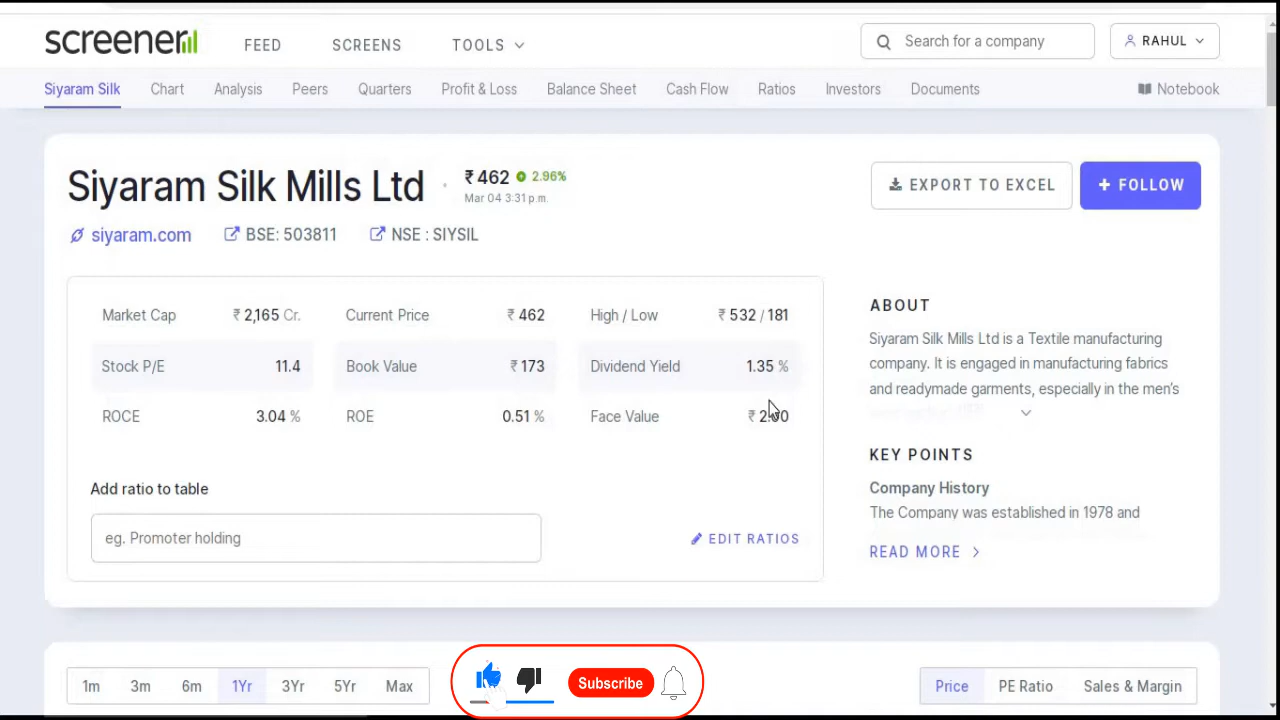 screener
FEED SCREENS TOOLS
Search for a company
RAHUL
Siyaram Silk Chart Analysis Peers Quarters Profit & Loss Balance Sheet Cash Flow Ratios Investors Documents Notebook
Siyaram Silk Mills Ltd · ₹ 462 2.96%
Mar 04 3:31 p.m.
EXPORT TO EXCEL + FOLLOW
siyaram.com BSE: 503811 NSE : SIYSIL
Market Cap ₹ 2,165 Cr. Current Price ₹ 462 High / Low ₹ 532 / 181
Stock P/E 11.4 Book Value ₹ 173 Dividend Yield 1.35 %
ROCE 3.04 % ROE 0.51 % Face Value ₹ 2.00
Add ratio to table
eg. Promoter holding EDIT RATIOS
ABOUT
Siyaram Silk Mills Ltd is a Textile manufacturing
company. It is engaged in manufacturing fabrics
and readymade garments, especially in the men's
KEY POINTS
Company History
The Company was established in 1978 and
READ MORE
1m 3m 6m 1Yr 3Yr 5Yr Max
Subscribe
Price PE Ratio Sales & Margin